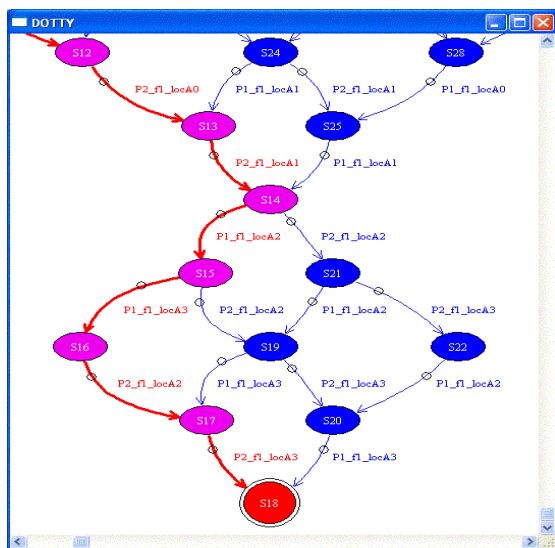 DOTTY
S12 S24 S28
P2_f1_locA0 P1_f1_locA1 P2_f1_locA1 P1_f1_locA0
S13 S25
P2_f1_locA1 P1_f1_locA1
S14
P1_f1_locA2 P2_f1_locA2
S15 S21
P1_f1_locA3 P2_f1_locA2 P1_f1_locA2 P2_f1_locA3
S16 S19 S22
P2_f1_locA2 P1_f1_locA3 P2_f1_locA3 P1_f1_locA2
S17 S20
P2_f1_locA3 P1_f1_locA3
S18